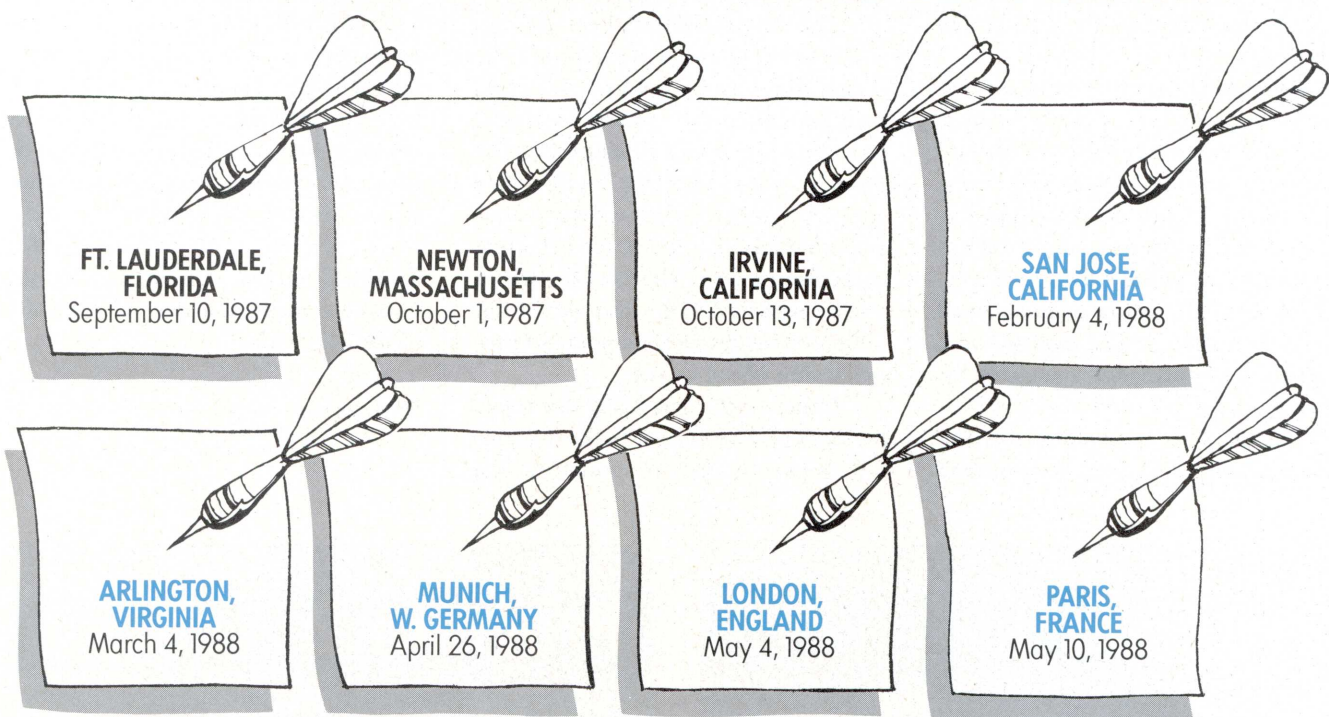 FT. LAUDERDALE,
FLORIDA
September 10, 1987
NEWTON,
MASSACHUSETTS
October 1, 1987
IRVINE,
CALIFORNIA
October 13, 1987
SAN JOSE,
CALIFORNIA
February 4, 1988
ARLINGTON,
VIRGINIA
March 4, 1988
MUNICH,
W. GERMANY
April 26, 1988
LONDON,
ENGLAND
May 4, 1988
PARIS,
FRANCE
May 10, 1988